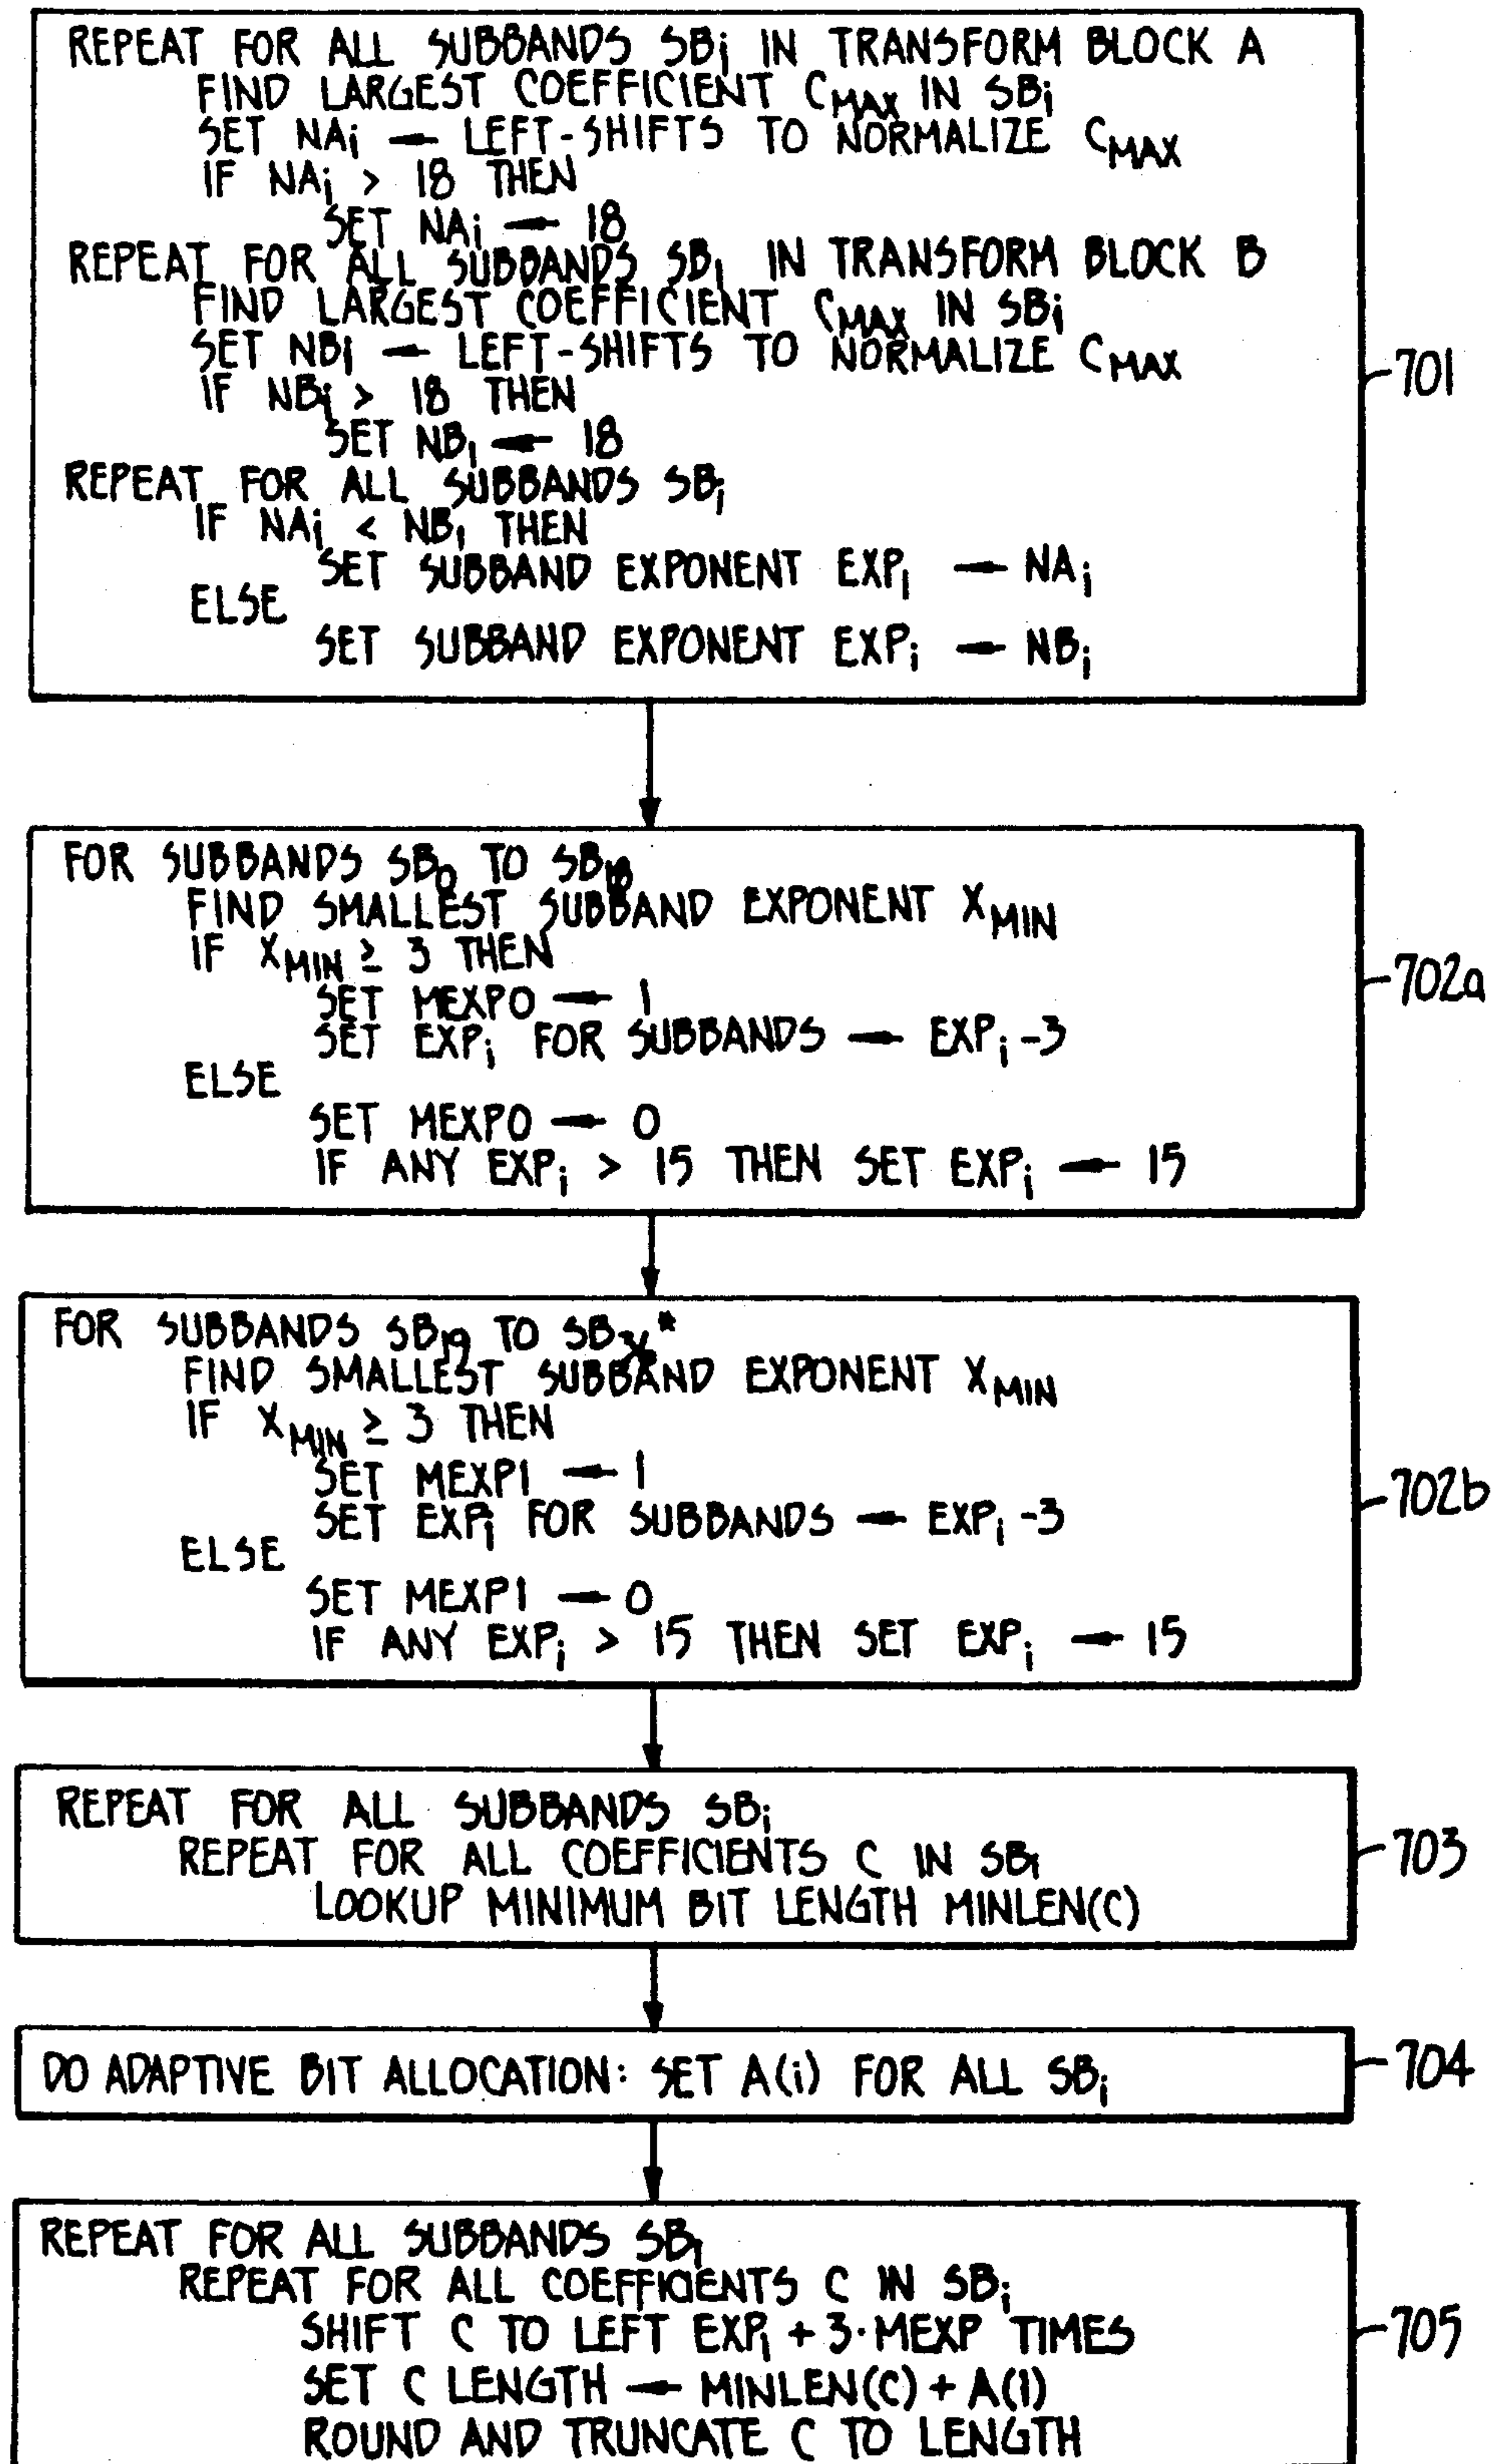 REPEAT FOR ALL SUBBANDS SBi IN TRANSFORM BLOCK A
FIND LARGEST COEFFICIENT CMAX IN SBi
SET NAi ← LEFT-SHIFTS TO NORMALIZE CMAX
IF NAi > 18 THEN
SET NAi ← 18
REPEAT FOR ALL SUBBANDS SBi IN TRANSFORM BLOCK B
FIND LARGEST COEFFICIENT CMAX IN SBi
SET NBi ← LEFT-SHIFTS TO NORMALIZE CMAX
IF NBi > 18 THEN
SET NBi ← 18
REPEAT FOR ALL SUBBANDS SBi
IF NAi < NBi THEN
SET SUBBAND EXPONENT EXPi ← NAi
ELSE
SET SUBBAND EXPONENT EXPi ← NBi
701
FOR SUBBANDS SB0 TO SB18
FIND SMALLEST SUBBAND EXPONENT XMIN
IF XMIN ≥ 3 THEN
SET MEXP0 ← 1
SET EXPi FOR SUBBANDS ← EXPi -3
ELSE
SET MEXP0 ← 0
IF ANY EXPi > 15 THEN SET EXPi ← 15
702a
FOR SUBBANDS SB19 TO SB*
FIND SMALLEST SUBBAND EXPONENT XMIN
IF XMIN ≥ 3 THEN
SET MEXP1 ← 1
SET EXPi FOR SUBBANDS ← EXPi -3
ELSE
SET MEXP1 ← 0
IF ANY EXPi > 15 THEN SET EXPi ← 15
702b
REPEAT FOR ALL SUBBANDS SBi
REPEAT FOR ALL COEFFICIENTS C IN SBi
LOOKUP MINIMUM BIT LENGTH MINLEN(C)
703
DO ADAPTIVE BIT ALLOCATION: SET A(i) FOR ALL SBi
704
REPEAT FOR ALL SUBBANDS SBi
REPEAT FOR ALL COEFFICIENTS C IN SBi
SHIFT C TO LEFT EXPi + 3·MEXP TIMES
SET C LENGTH ← MINLEN(C) + A(i)
ROUND AND TRUNCATE C TO LENGTH
705